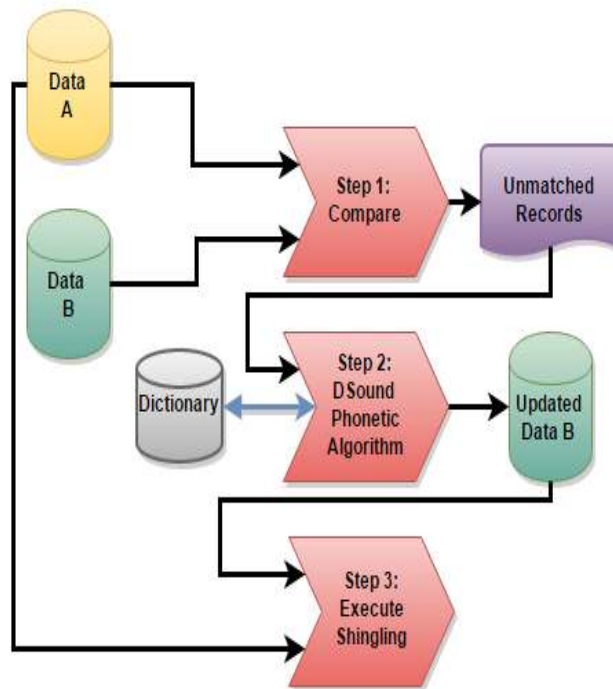 Data
A
Step 1:
Compare
Unmatched
Records
Data
B
Step 2:
DSound
Phonetic
Algorithm
Dictionary
Updated
Data B
Step 3:
Execute
Shingling